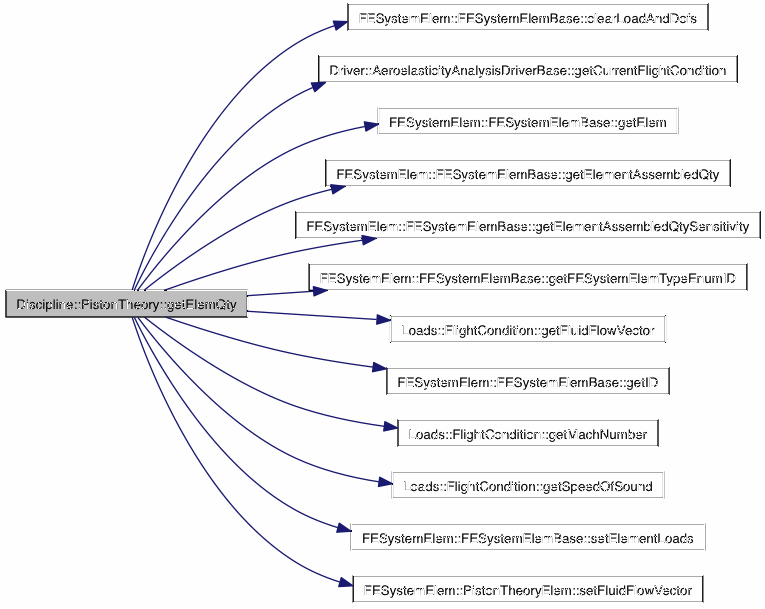 FESystemElem::FESystemElemBase::clearLoadAndDofs
Driver::AeroelasticityAnalysisDriverBase::getCurrentFlightCondition
FESystemElem::FESystemElemBase::getElem
FESystemElem::FESystemElemBase::getElementAssembledQty
FESystemElem::FESystemElemBase::getElementAssembledQtySensitivity
FESystemElem::FESystemElemBase::getFESystemElemTypeEnumID
Discipline::PistonTheory::getElemQty
Loads::FlightCondition::getFluidFlowVector
FESystemElem::FESystemElemBase::getID
Loads::FlightCondition::getMachNumber
Loads::FlightCondition::getSpeedOfSound
FESystemElem::FESystemElemBase::setElementLoads
FESystemElem::PistonTheoryElem::setFluidFlowVector